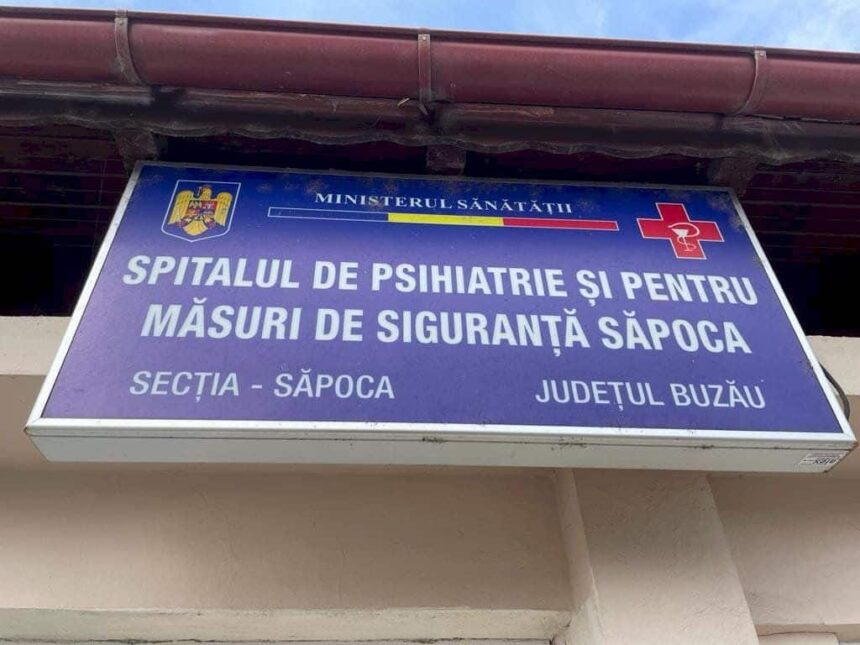 MINISTERUL SĂNĂTĂȚII
SPITALUL DE PSIHIATRIE ȘI PENTRU
MĂSURI DE SIGURANȚĂ SĂPOCA
SECȚIA - SĂPOCA JUDEȚUL BUZĂU